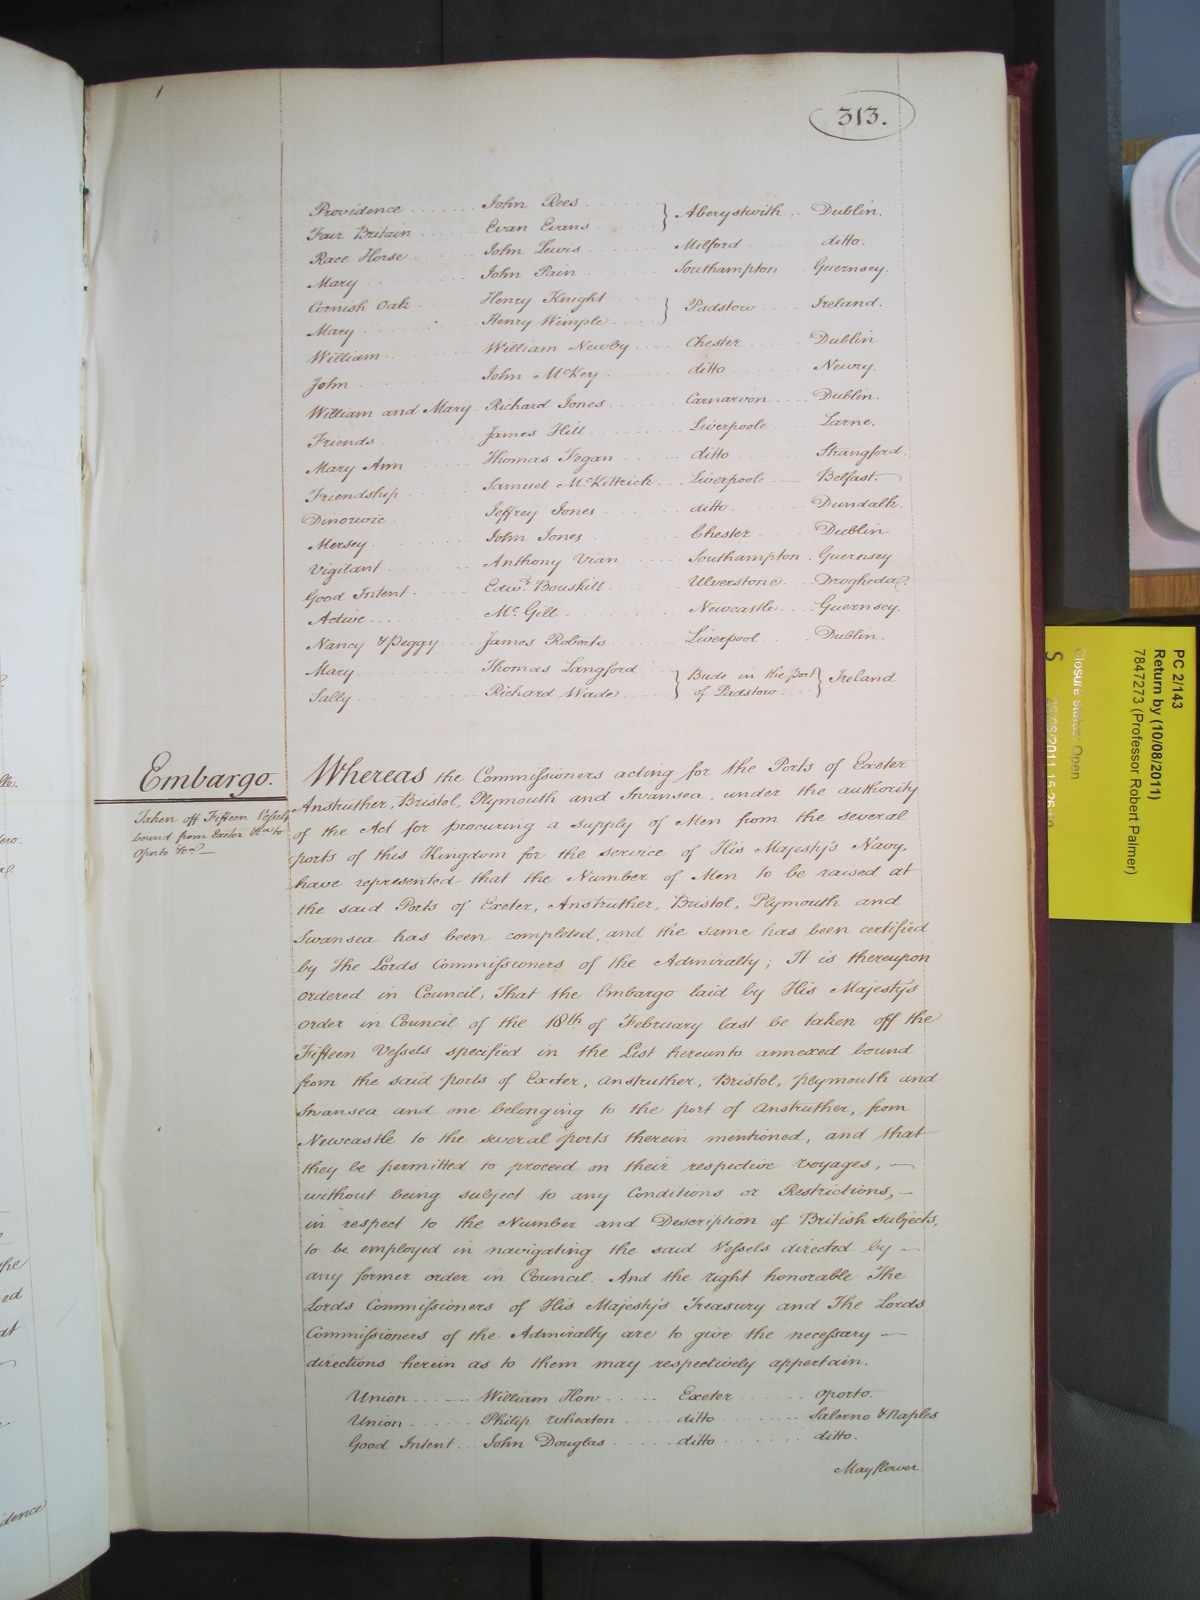 313.
Providence John Rees } Aberystwith Dublin.
Fair Britain Evan Evans
Race Horse John Lewis Milford ditto.
Mary John Pain Southampton Guernsey.
Cornish Oak Henry Knight } Padstow Ireland.
Mary Henry Wimple
William William Newby Chester Dublin
John John McKey ditto Newry.
William and Mary Richard Jones Carnarvon Dublin.
Friends James Hill Liverpoole Larne.
Mary Ann Thomas Fegan ditto Strangford.
Friendship Samuel McKittrick Liverpoole Belfast.
Dinorwic Jeffrey Jones ditto Dundalk.
Mersey John Jones Chester Dublin
Vigilant Anthony Vian Southampton Guernsey
Good Intent Edwd. Bouskill Ulverstone Drogheda.
Active Mc. Gill Newcastle Guernsey.
Nancy & Peggy James Roberts Liverpool Dublin.
Mary Thomas Langford } Bude in the Port } Ireland
Sally Richard Wade of Padstow
Embargo.
Taken off Fifteen Vessels
bound from Exeter &ca to
Oporto &ca
Whereas the Commissioners acting for the Ports of Exeter
Anstruther, Bristol, Plymouth and Swansea, under the authority
of the Act for procuring a supply of Men from the several
ports of this Kingdom for the service of His Majesty's Navy,
have represented that the Number of Men to be raised at
the said Ports of Exeter, Anstruther, Bristol, Plymouth and
Swansea has been completed, and the same has been certified
by the Lords Commissioners of the Admiralty; It is thereupon
ordered in Council, That the Embargo laid by His Majesty's
order in Council of the 18th of February last be taken off the
Fifteen Vessels specified in the List hereunto annexed bound
from the said ports of Exeter, Anstruther, Bristol, plymouth and
Swansea and one belonging to the port of Anstruther, from
Newcastle to the several ports therein mentioned, and that
they be permitted to proceed on their respective voyages,
without being subject to any Conditions or Restrictions,
in respect to the Number and Description of British Subjects,
to be employed in navigating the said Vessels directed by
any former order in Council. And the right honorable The
Lords Commissioners of His Majesty's Treasury and The Lords
Commissioners of the Admiralty are to give the necessary
directions herein as to them may respectively appertain.
Union William Hon Exeter oporto.
Union Philip Wheaton ditto Salerno & Naples
Good Intent John Douglas ditto ditto.
Mayflower
PC 2/143
Return by (10/08/2011)
7847273 (Professor Robert Palmer)
Closure status: Open
S